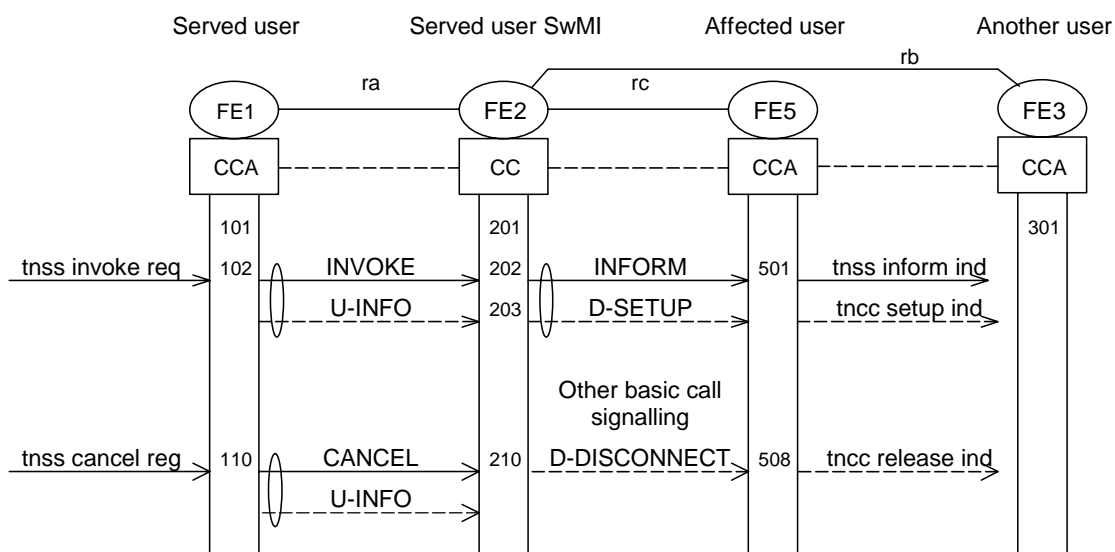 Served user Served user SwMI Affected user Another user
rb
ra rc
FE1 FE2 FE5 FE3
CCA CC CCA CCA
101 201 301
tnss invoke req 102 INVOKE 202 INFORM 501 tnss inform ind
U-INFO 203 D-SETUP tncc setup ind
Other basic call
signalling
tnss cancel reg 110 CANCEL 210 D-DISCONNECT 508 tncc release ind
U-INFO